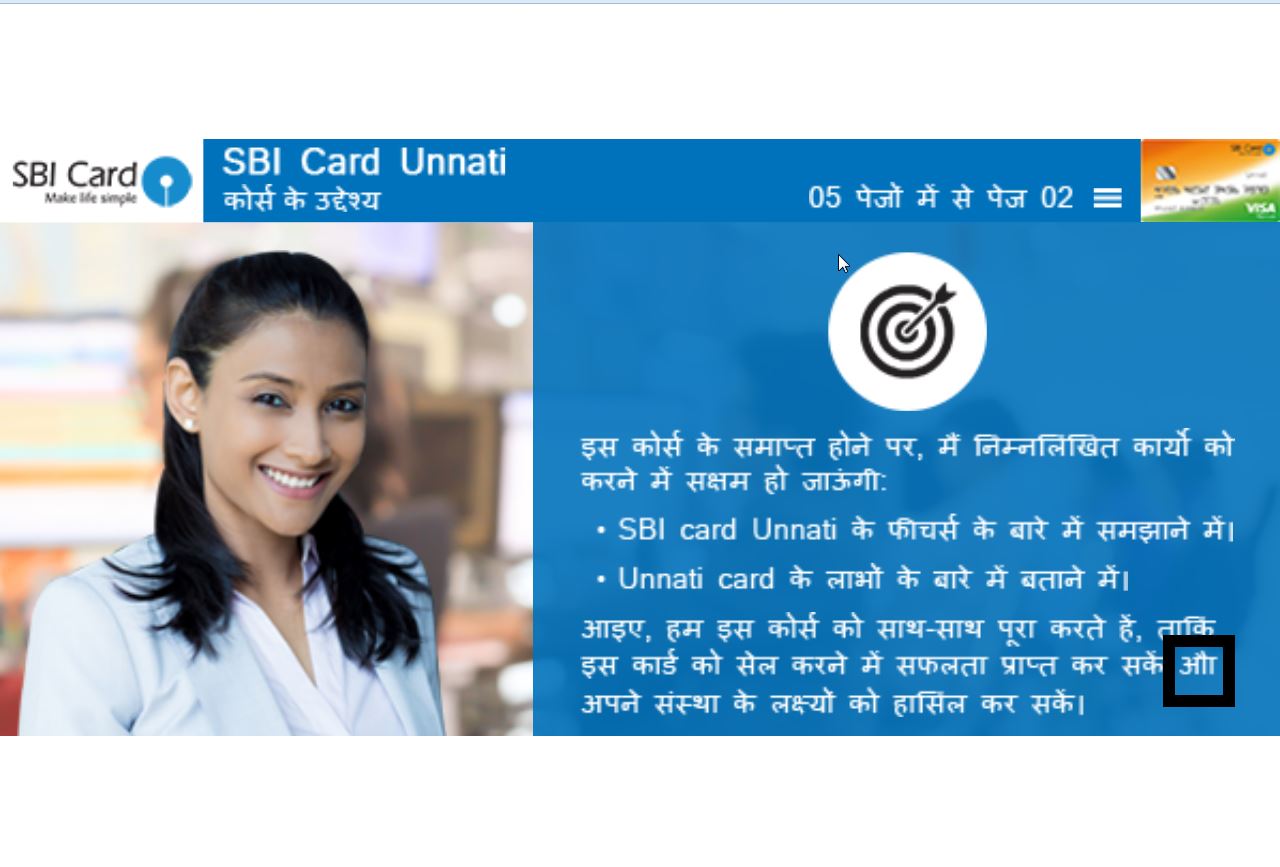 SBI Card
Make life simple
SBI Card Unnati
कोर्स के उद्देश्य
05 पेजों में से पेज 02
VISA
इस कोर्स के समाप्त होने पर, मैं निम्नलिखित कार्यों को
करने में सक्षम हो जाऊंगी:
• SBI card Unnati के फीचर्स के बारे में समझाने में।
• Unnati card के लाभों के बारे में बताने में।
आइए, हम इस कोर्स को साथ-साथ पूरा करते हैं, ताकि
इस कार्ड को सेल करने में सफलता प्राप्त कर सकें औा
अपने संस्था के लक्ष्यों को हासिल कर सकें।